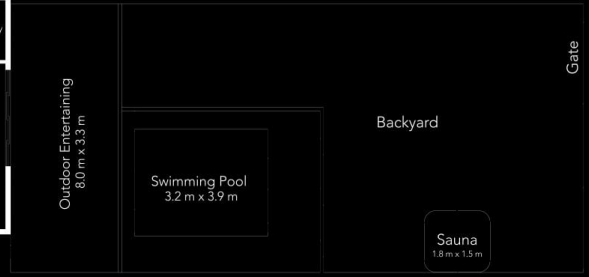 Outdoor Entertaining
8.0 m x 3.3 m
Swimming Pool
3.2 m x 3.9 m
Backyard
Gate
Sauna
1.8 m x 1.5 m